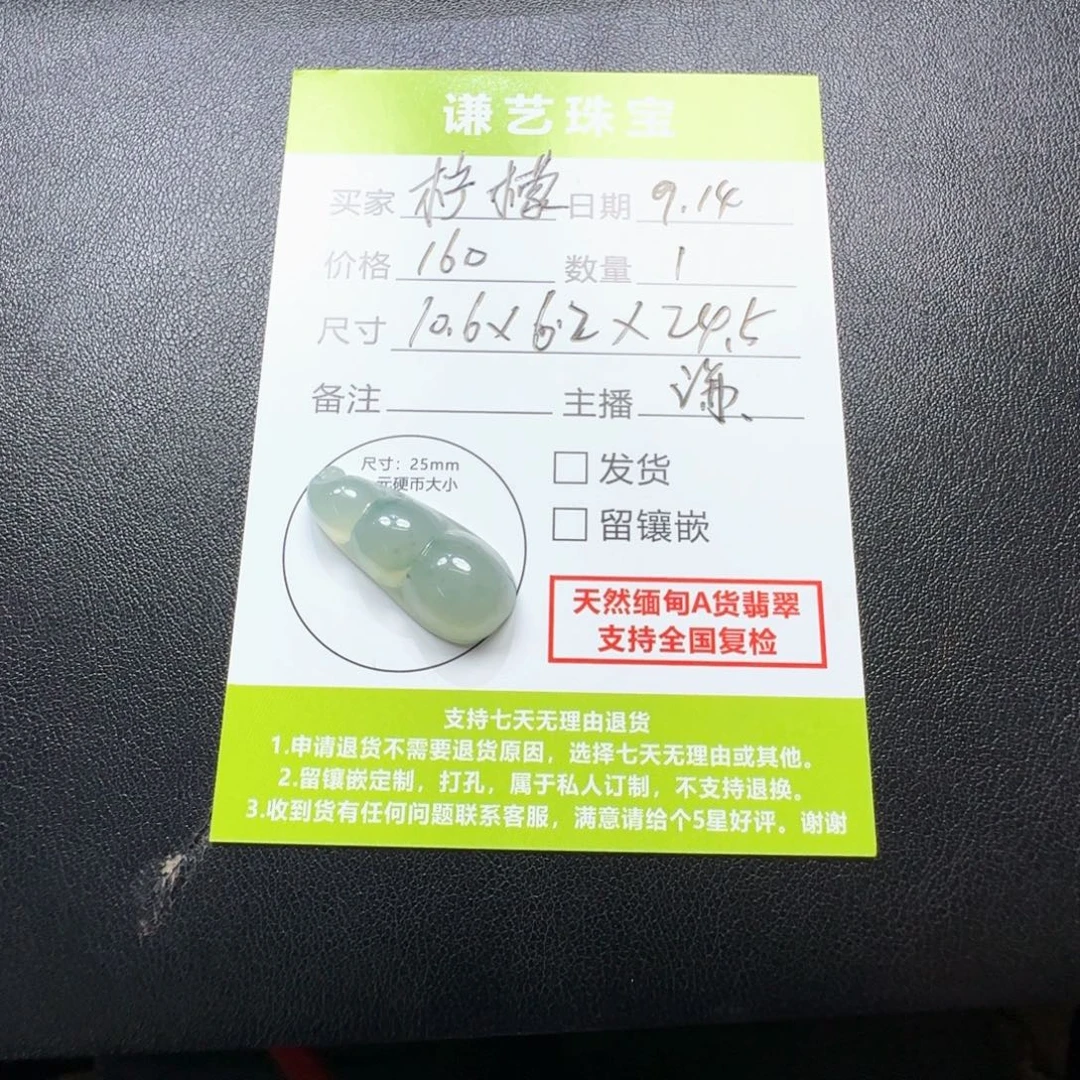 谦艺珠宝
买家 柠檬 日期 9.14
价格 160 数量 1
尺寸 10.6×6.2×24.5
备注 主播 谦
尺寸：25mm
元硬币大小
发货
留镶嵌
天然缅甸A货翡翠
支持全国复检
支持七天无理由退货
1.申请退货不需要退货原因，选择七天无理由或其他。
2.留镶嵌定制，打孔，属于私人订制，不支持退换。
3.收到货有任何问题联系客服，满意请给个5星好评。谢谢